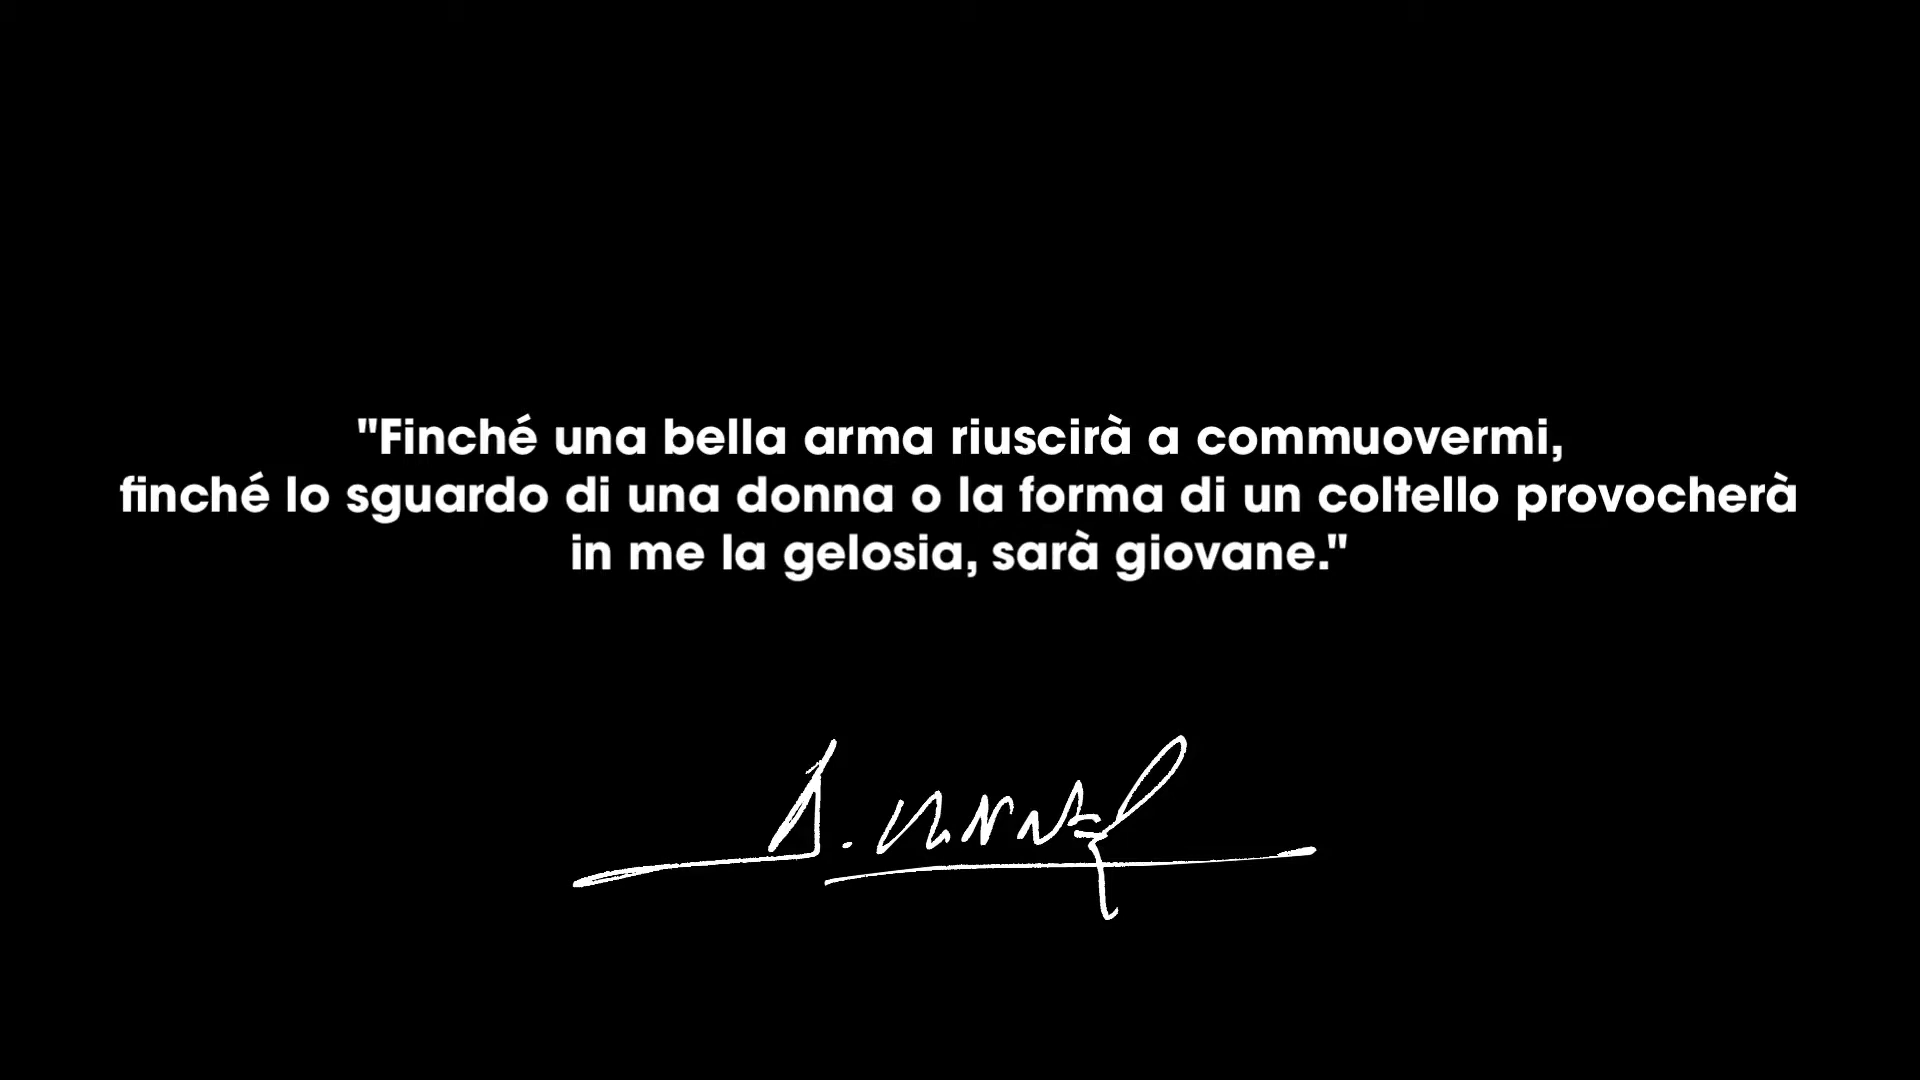 "Finché una bella arma riuscirà a commuovermi,
finché lo sguardo di una donna o la forma di un coltello provocherà
in me la gelosia, sarà giovane."